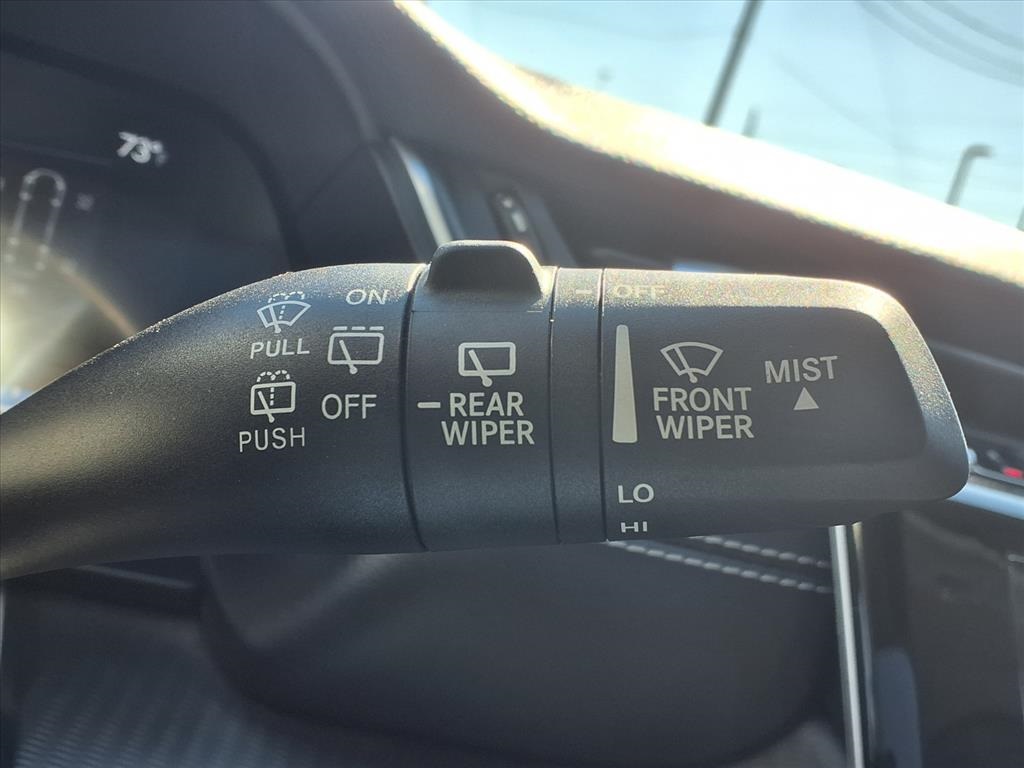 73°
ON
OFF
PULL
OFF
PUSH
REAR
WIPER
FRONT
WIPER
MIST
LO
HI